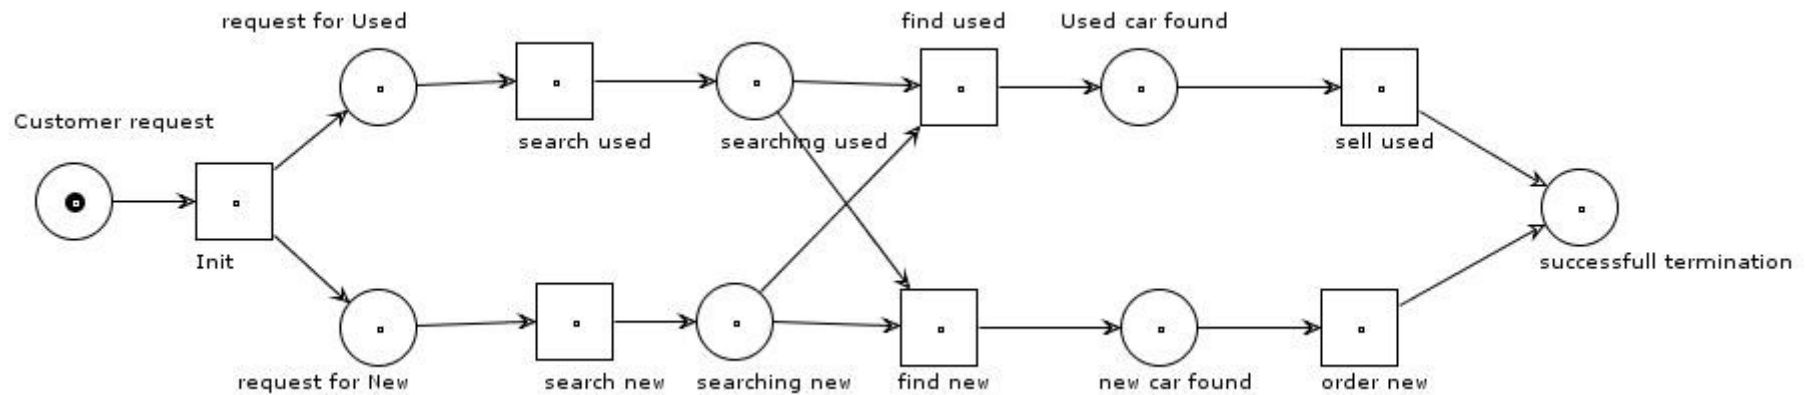 request for Used
find used
Used car found
Customer request
search used
searching used
sell used
Init
successfull termination
request for New
search new
searching new
find new
new car found
order new